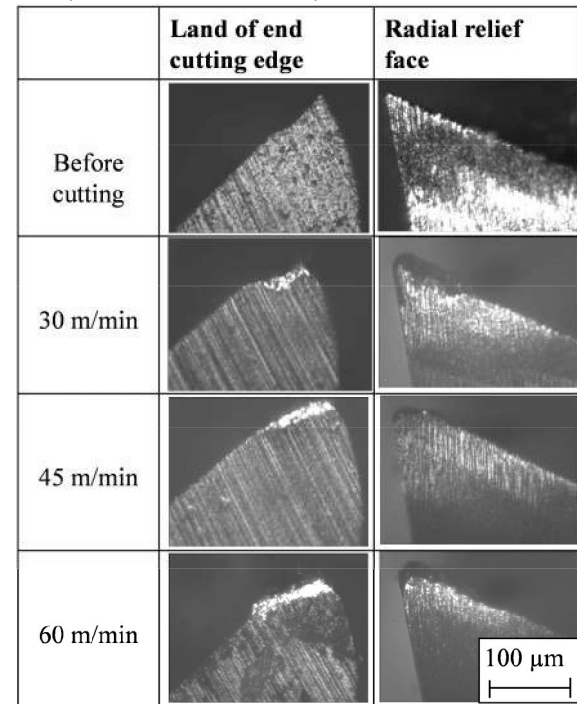 Land of end
cutting edge
Radial relief
face
Before
cutting
30 m/min
45 m/min
60 m/min
100 μm